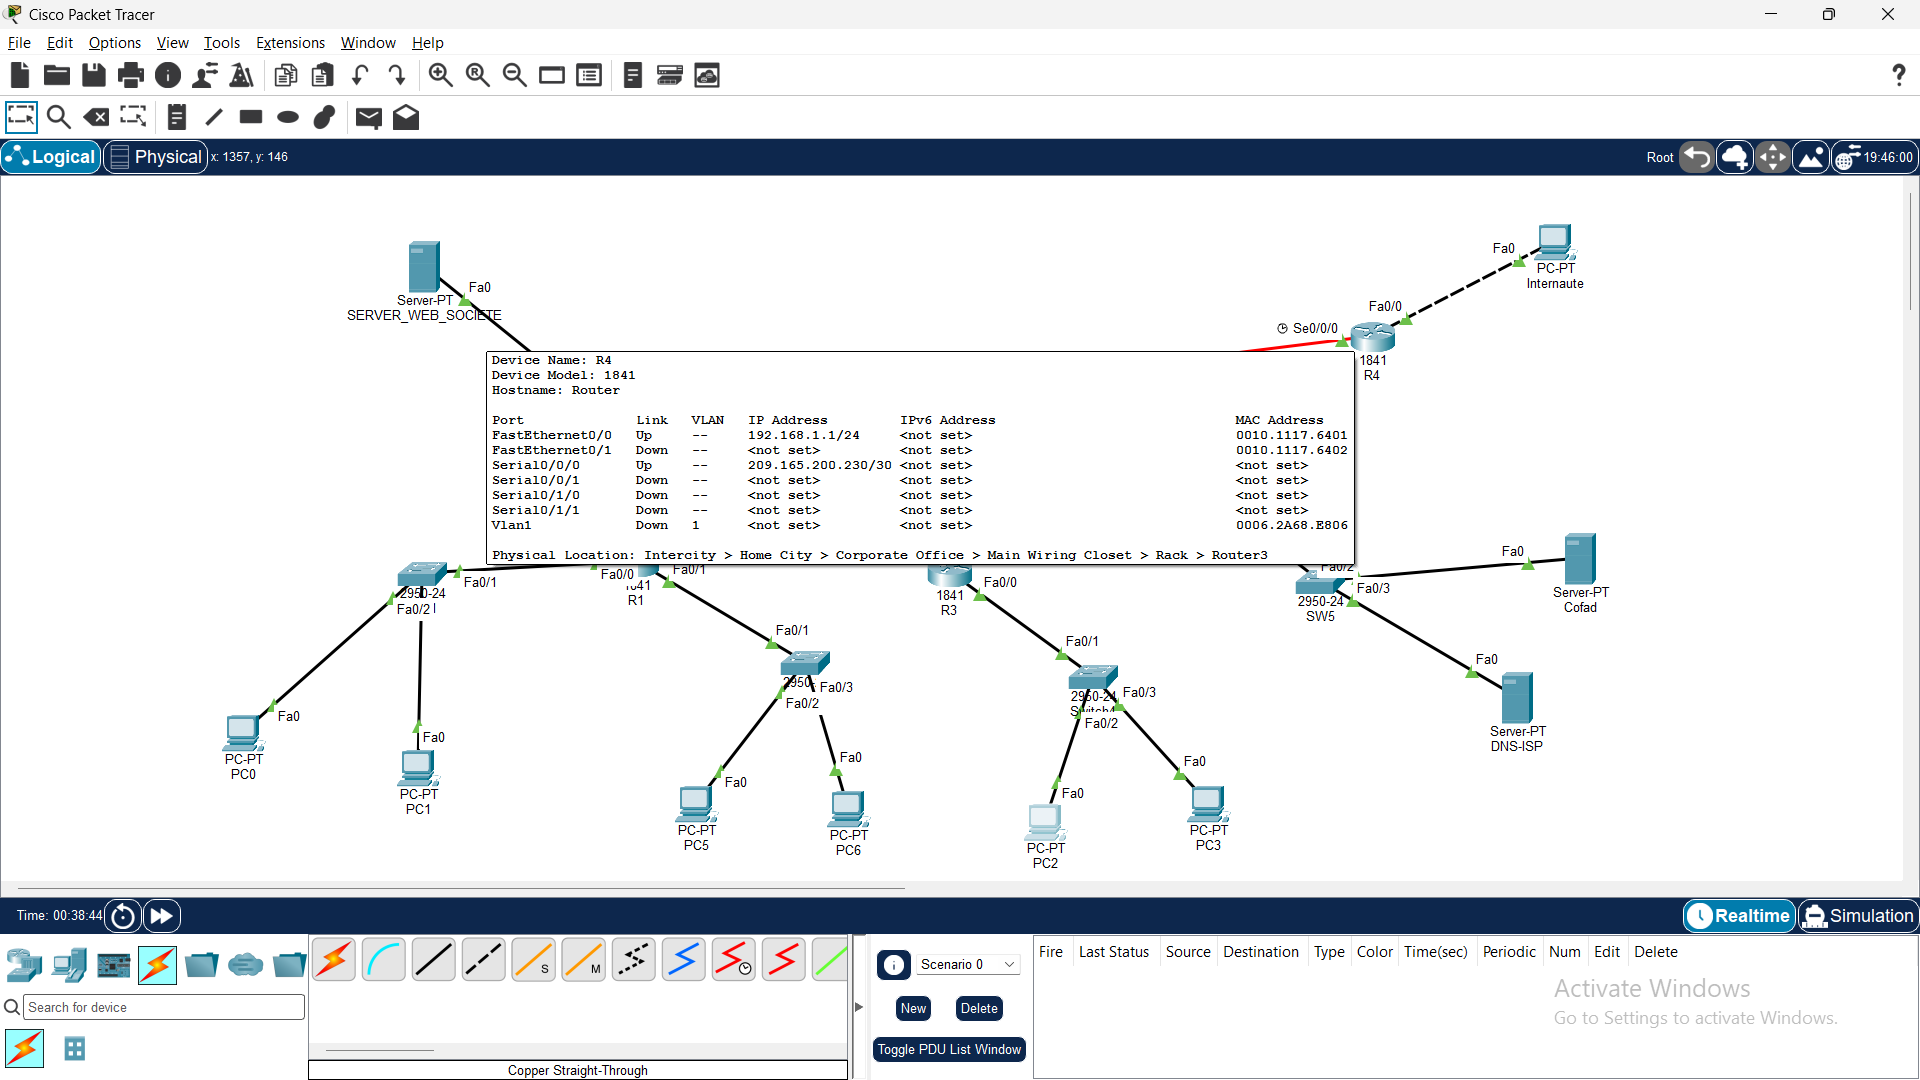 Cisco Packet Tracer
File Edit Options View Tools Extensions Window Help
Logical Physical x: 1357, y: 146 Root 19:46:00
Fa0
PC-PT
Internaute
Fa0
Server-PT
SERVER_WEB_SOCIETE
Fa0/0
Se0/0/0
1841
R4
Device Name: R4
Device Model: 1841
Hostname: Router
Port Link VLAN IP Address IPv6 Address MAC Address
FastEthernet0/0 Up -- 192.168.1.1/24 <not set> 0010.1117.6401
FastEthernet0/1 Down -- <not set> <not set> 0010.1117.6402
Serial0/0/0 Up -- 209.165.200.230/30 <not set> <not set>
Serial0/0/1 Down -- <not set> <not set> <not set>
Serial0/1/0 Down -- <not set> <not set> <not set>
Serial0/1/1 Down -- <not set> <not set> <not set>
Vlan1 Down 1 <not set> <not set> 0006.2A68.E806
Physical Location: Intercity > Home City > Corporate Office > Main Wiring Closet > Rack > Router3
Fa0/1
2950-24
Fa0/2
Fa0/0 Fa0/1
1841
R1
Fa0/0
1841
R3
Fa0/2
Fa0/3
2950-24
SW5
Fa0
Server-PT
Cofad
Fa0/1
2950-
Fa0/3
Fa0/2
Fa0/1
2950-24
Switch4
Fa0/3
Fa0/2
Fa0
Server-PT
DNS-ISP
Fa0
PC-PT
PC0
Fa0
PC-PT
PC1
Fa0
PC-PT
PC5
Fa0
PC-PT
PC6
Fa0
PC-PT
PC2
Fa0
PC-PT
PC3
Time: 00:38:44 Realtime Simulation
S
M
Search for device
Copper Straight-Through
Scenario 0
New Delete
Toggle PDU List Window
Fire Last Status Source Destination Type Color Time(sec) Periodic Num Edit Delete
Activate Windows
Go to Settings to activate Windows.